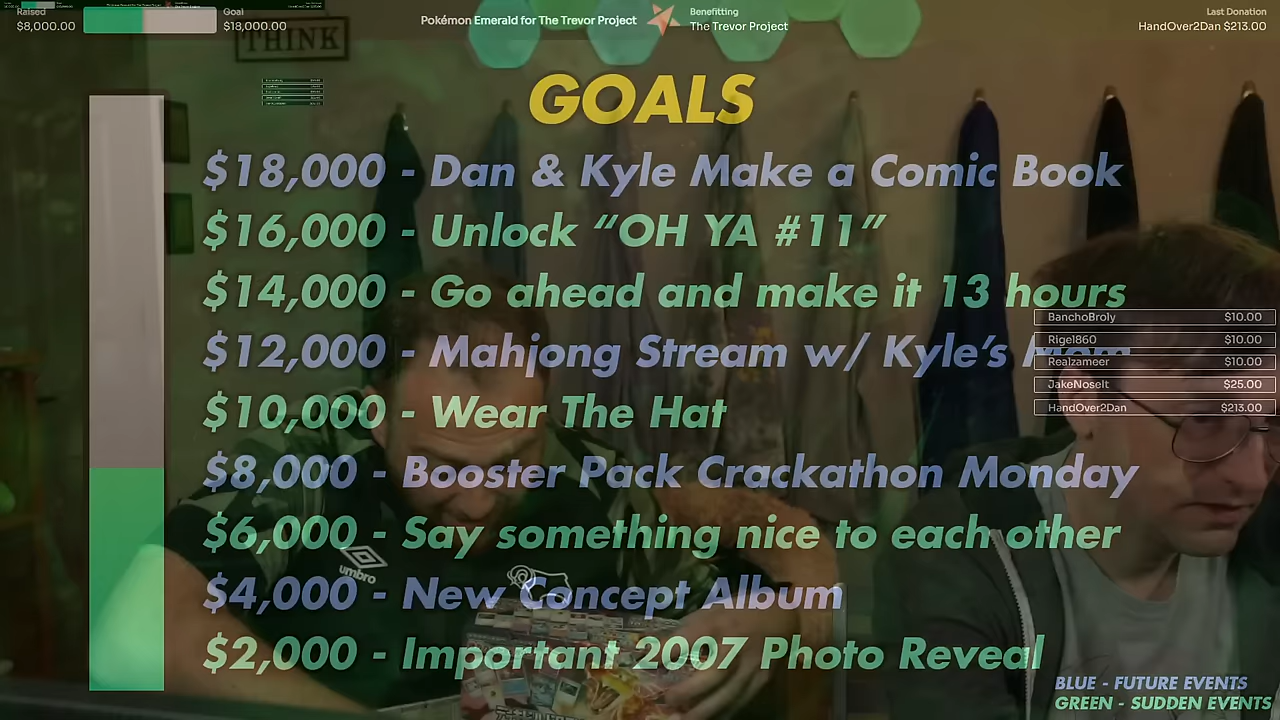 Raised
$8,000.00
Goal
$18,000.00
Pokémon Emerald for The Trevor Project
Benefitting
The Trevor Project
Last Donation
HandOver2Dan $213.00
THINK
GOALS
$18,000 - Dan & Kyle Make a Comic Book
$16,000 - Unlock “OH YA #11”
$14,000 - Go ahead and make it 13 hours
$12,000 - Mahjong Stream w/ Kyle’s Mom
$10,000 - Wear The Hat
$8,000 - Booster Pack Crackathon Monday
$6,000 - Say something nice to each other
$4,000 - New Concept Album
$2,000 - Important 2007 Photo Reveal
BanchoBroly $10.00
Rigel860 $10.00
Realzameer $10.00
JakeNoseIt $25.00
HandOver2Dan $213.00
umbro
BLUE - FUTURE EVENTS
GREEN - SUDDEN EVENTS